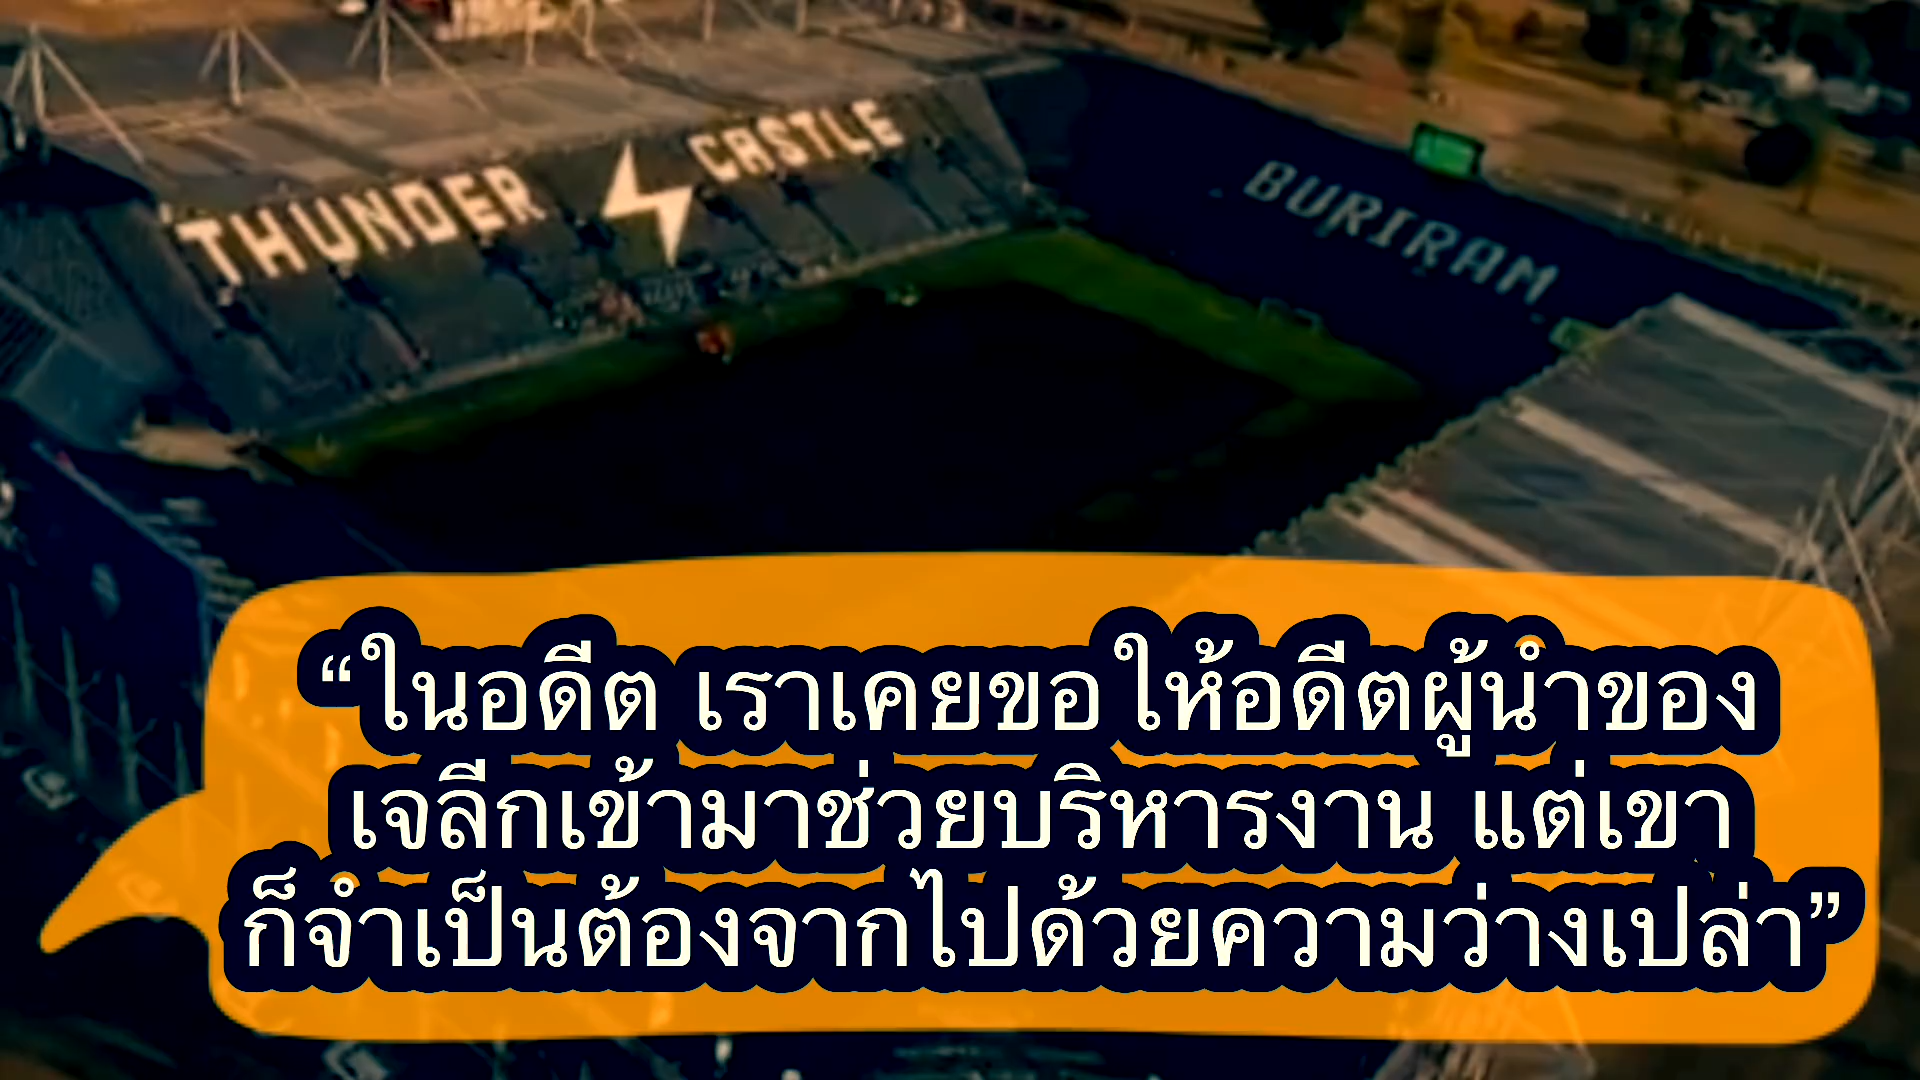 THUNDER CASTLE
BURIRAM
“ในอดีต เราเคยขอให้อดีตผู้นำของ
เจลีกเข้ามาช่วยบริหารงาน แต่เขา
ก็จำเป็นต้องจากไปด้วยความว่างเปล่า”